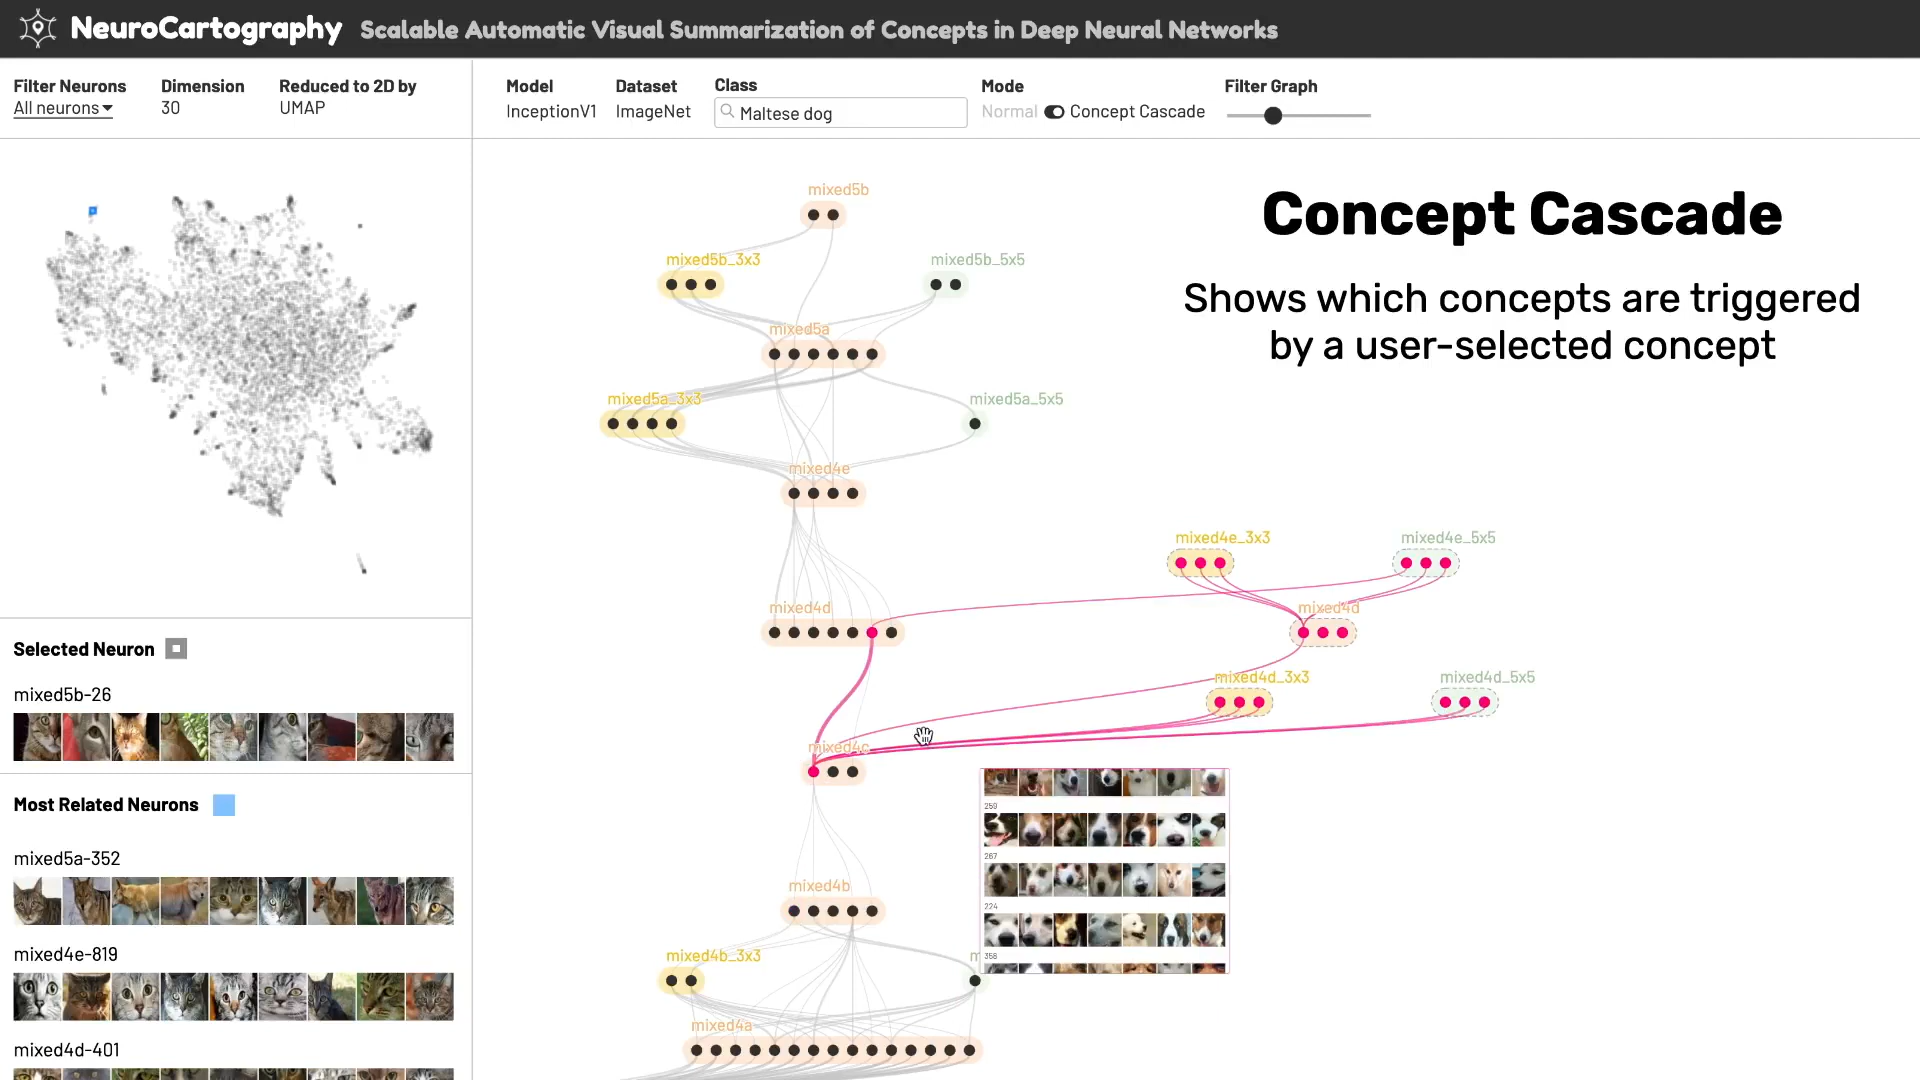 NeuroCartography Scalable Automatic Visual Summarization of Concepts in Deep Neural Networks
Filter Neurons Dimension Reduced to 2D by
All neurons 30 UMAP
Model Dataset Class Mode Filter Graph
InceptionV1 ImageNet Maltese dog Normal Concept Cascade
mixed5b
Concept Cascade
mixed5b_3x3 mixed5b_5x5
Shows which concepts are triggered
by a user-selected concept
mixed5a
mixed5a_3x3 mixed5a_5x5
mixed4e
mixed4e_3x3 mixed4e_5x5
mixed4d mixed4d
mixed4d_3x3 mixed4d_5x5
mixed4c
259
267
224
358
mixed4b
mixed4b_3x3
mixed4a
Selected Neuron
mixed5b-26
Most Related Neurons
mixed5a-352
mixed4e-819
mixed4d-401